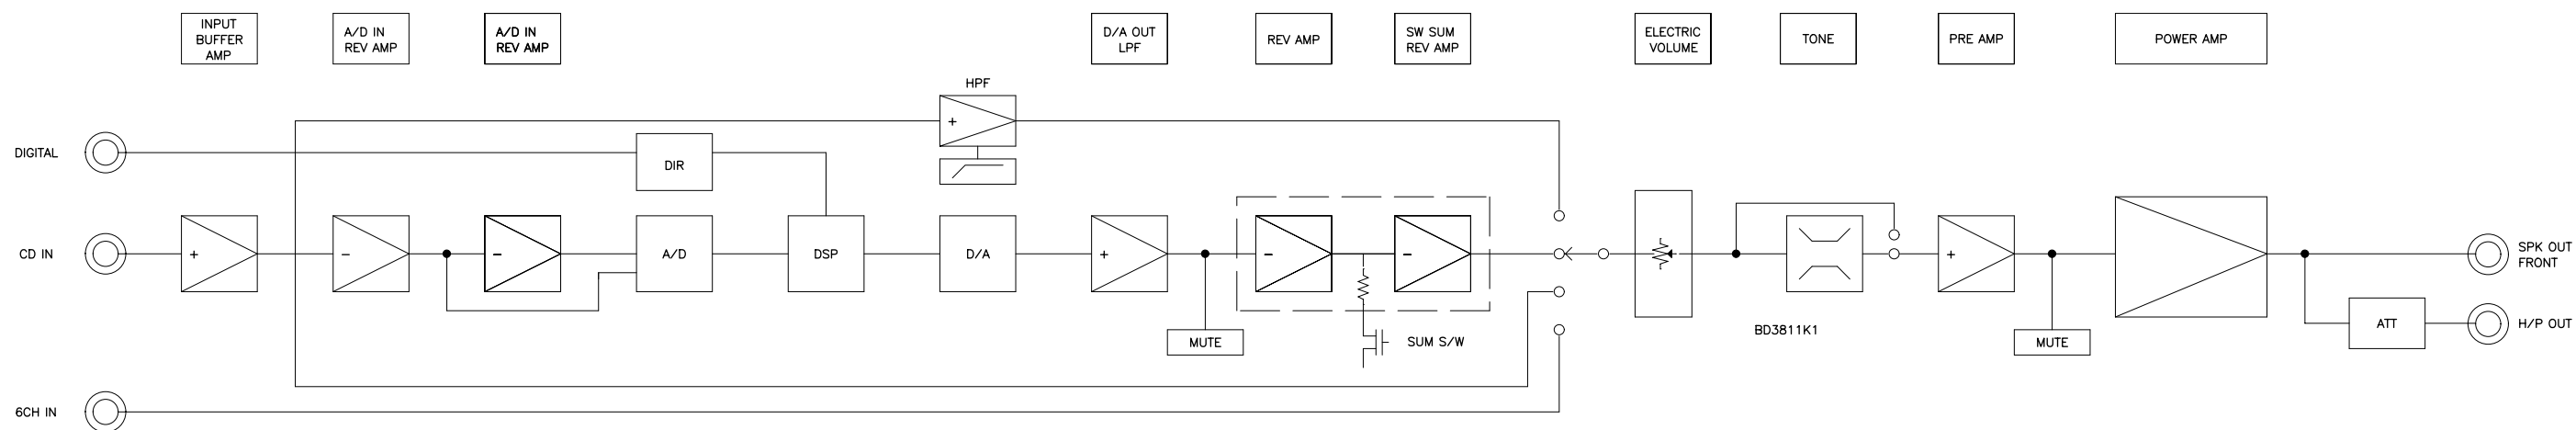 INPUT
BUFFER
AMP
A/D IN
REV AMP
A/D IN
REV AMP
D/A OUT
LPF
REV AMP
SW SUM
REV AMP
ELECTRIC
VOLUME
TONE
PRE AMP
POWER AMP
HPF
+
DIGITAL
DIR
CD IN
+
−
−
A/D
DSP
D/A
+
−
−
+
SPK OUT
FRONT
MUTE
SUM S/W
BD3811K1
MUTE
ATT
H/P OUT
6CH IN